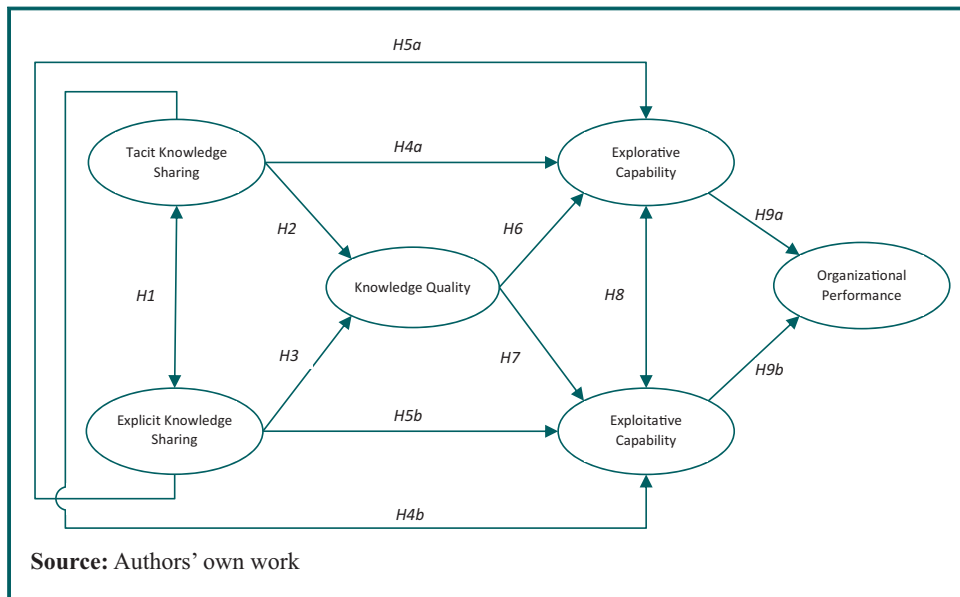 H5a
Tacit Knowledge
Sharing
H4a
Explorative
Capability
H2
H6
H9a
H1
Knowledge Quality
H8
Organizational
Performance
H3
H7
H9b
Explicit Knowledge
Sharing
H5b
Exploitative
Capability
H4b
Source: Authors’ own work